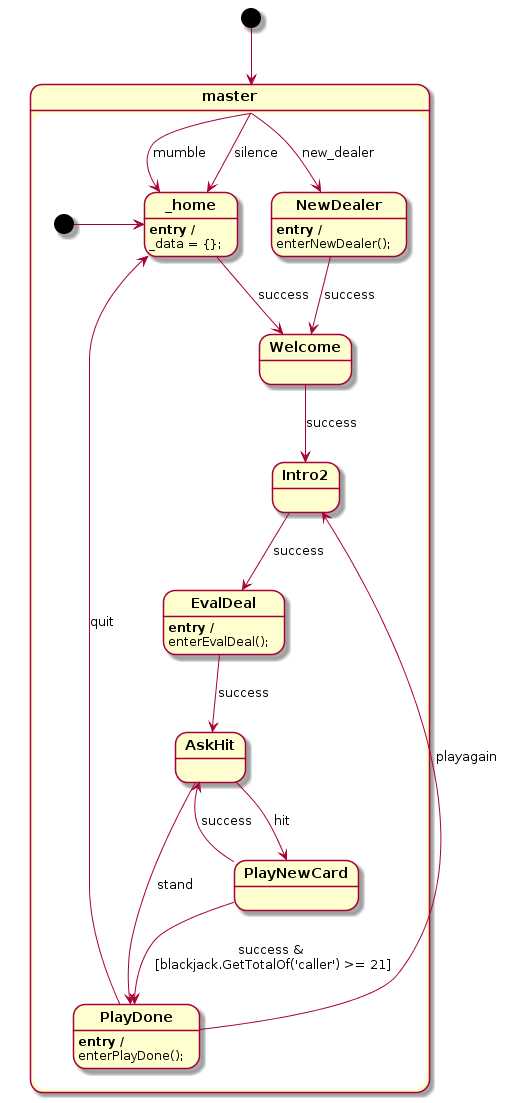 master
mumble
silence
new_dealer
_home
entry /
_data = {};
NewDealer
entry /
enterNewDealer();
success
success
Welcome
success
Intro2
success
EvalDeal
entry /
enterEvalDeal();
quit
success
AskHit
playagain
success
hit
PlayNewCard
stand
success &
[blackjack.GetTotalOf('caller') >= 21]
PlayDone
entry /
enterPlayDone();